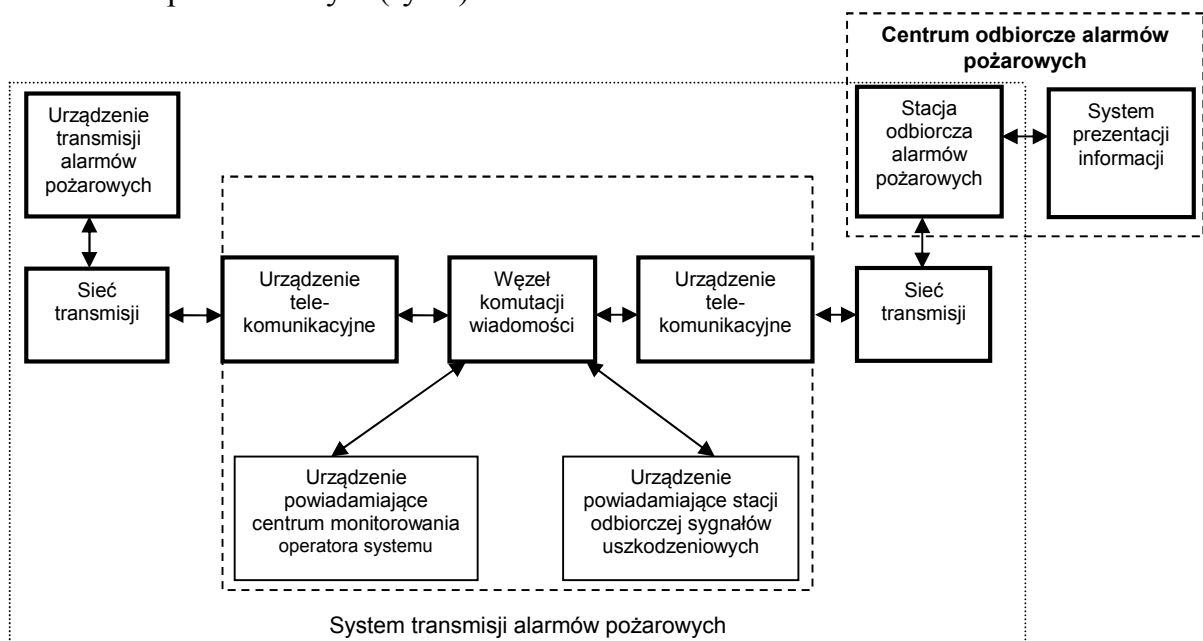 Centrum odbiorcze alarmów
pożarowych
Urządzenie
transmisji
alarmów
pożarowych
Stacja
odbiorcza
alarmów
pożarowych
System
prezentacji
informacji
Sieć
transmisji
Urządzenie
tele-
komunikacyjne
Węzeł
komutacji
wiadomości
Urządzenie
tele-
komunikacyjne
Sieć
transmisji
Urządzenie
powiadamiające
centrum monitorowania
operatora systemu
Urządzenie
powiadamiające stacji
odbiorczej sygnałów
uszkodzeniowych
System transmisji alarmów pożarowych